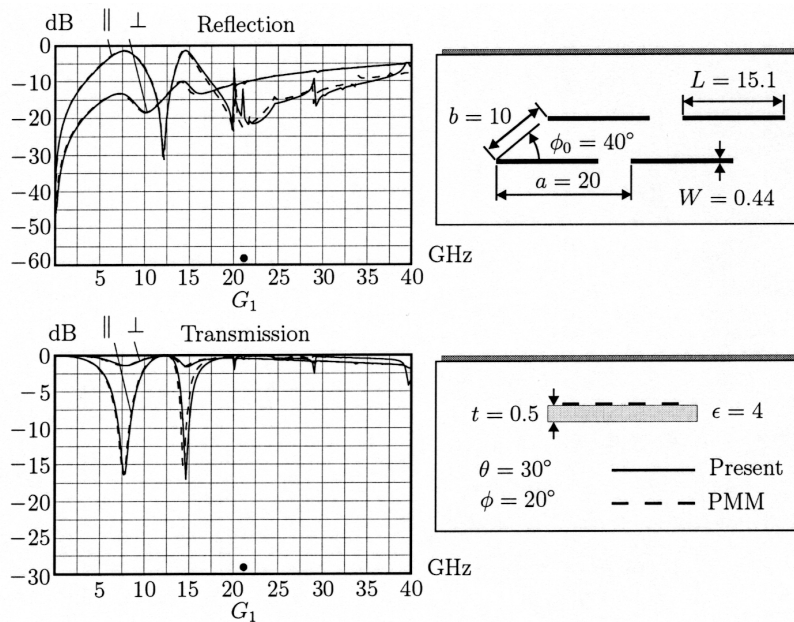 dB ∥ ⊥ Reflection
0
−10
−20
−30
−40
−50
−60
5 10 15 20 25 30 35 40 GHz
G₁
L = 15.1
b = 10
ϕ₀ = 40°
a = 20
W = 0.44
dB ∥ ⊥ Transmission
0
−5
−10
−15
−20
−25
−30
5 10 15 20 25 30 35 40 GHz
G₁
t = 0.5
ϵ = 4
θ = 30° Present
ϕ = 20° PMM